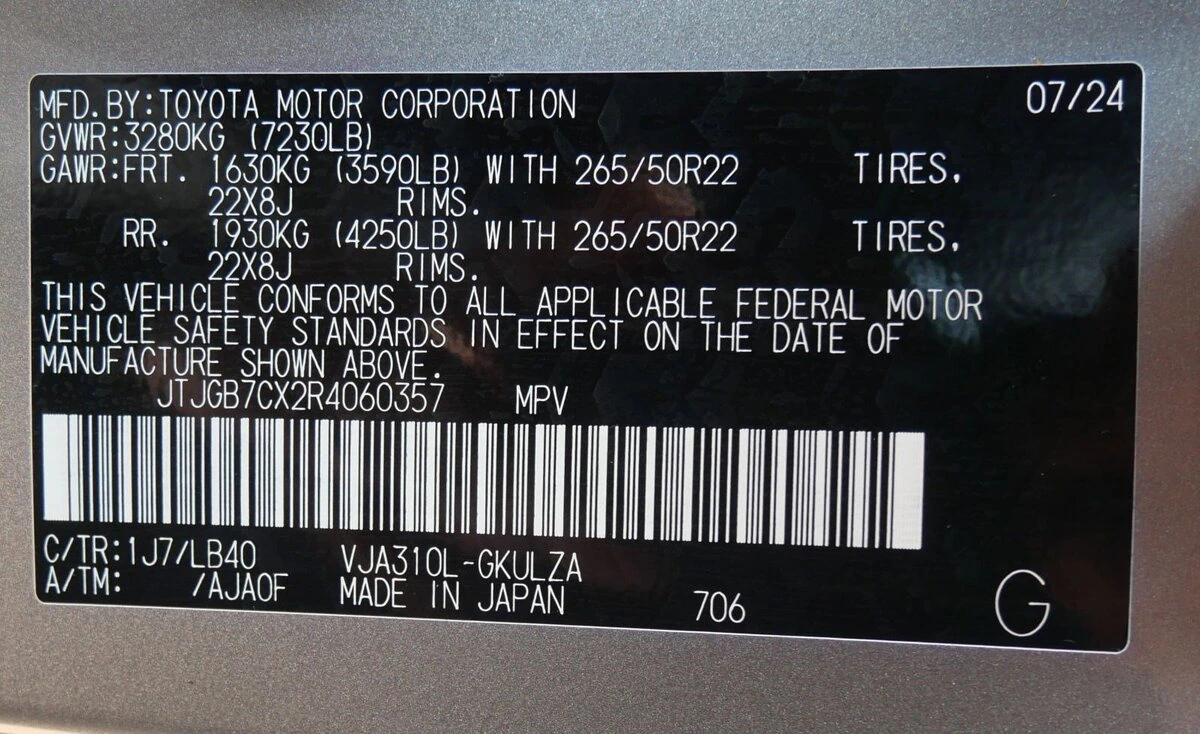 MFD.BY:TOYOTA MOTOR CORPORATION 07/24
GVWR:3280KG (7230LB)
GAWR:FRT. 1630KG (3590LB) WITH 265/50R22 TIRES.
22X8J RIMS.
RR. 1930KG (4250LB) WITH 265/50R22 TIRES.
22X8J RIMS.
THIS VEHICLE CONFORMS TO ALL APPLICABLE FEDERAL MOTOR
VEHICLE SAFETY STANDARDS IN EFFECT ON THE DATE OF
MANUFACTURE SHOWN ABOVE.
JTJGB7CX2R4060357 MPV
C/TR:1J7/LB40 VJA310L-GKULZA
A/TM: /AJA0F MADE IN JAPAN 706 G